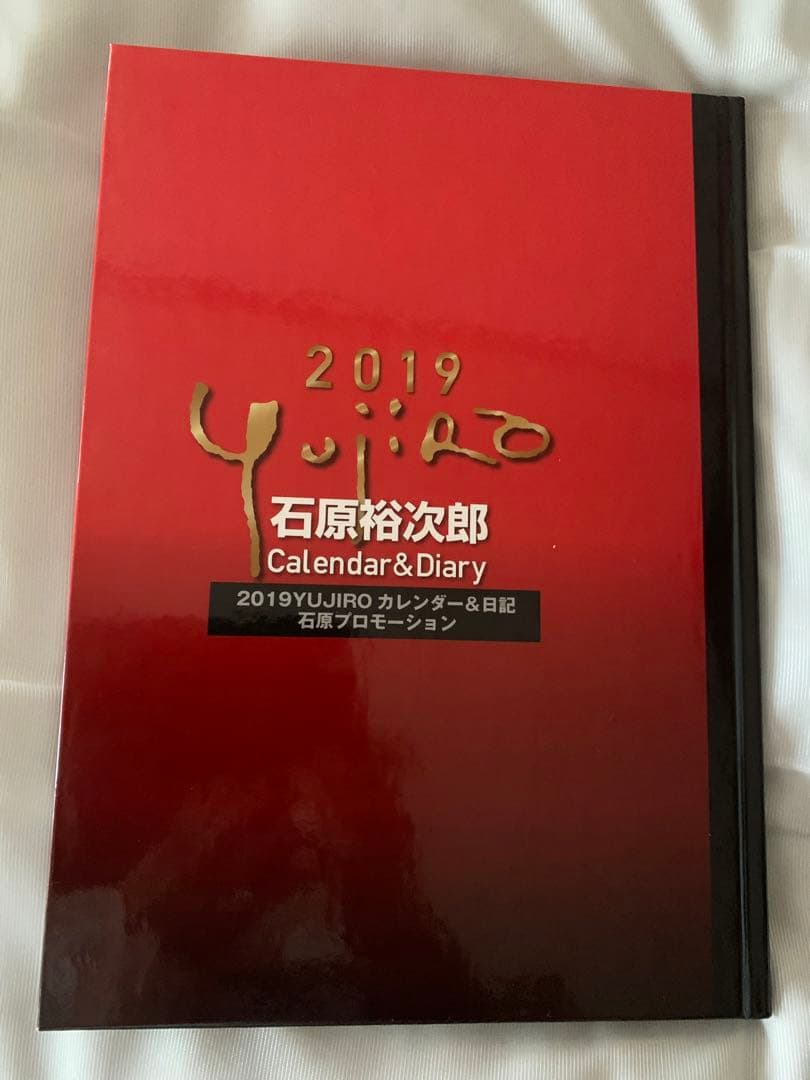 2019
Yujiro
石原裕次郎
Calendar&Diary
2019YUJIRO カレンダー&日記
石原プロモーション